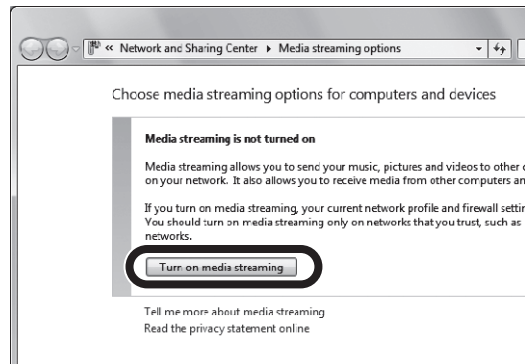 « Network and Sharing Center ▸ Media streaming options
Choose media streaming options for computers and devices
Media streaming is not turned on
Media streaming allows you to send your music, pictures and videos to other
on your network. It also allows you to receive media from other computers
If you turn on media streaming, your current network profile and firewall
You should turn on media streaming only on networks that you trust, such as
networks.
Turn on media streaming
Tell me more about media streaming
Read the privacy statement online